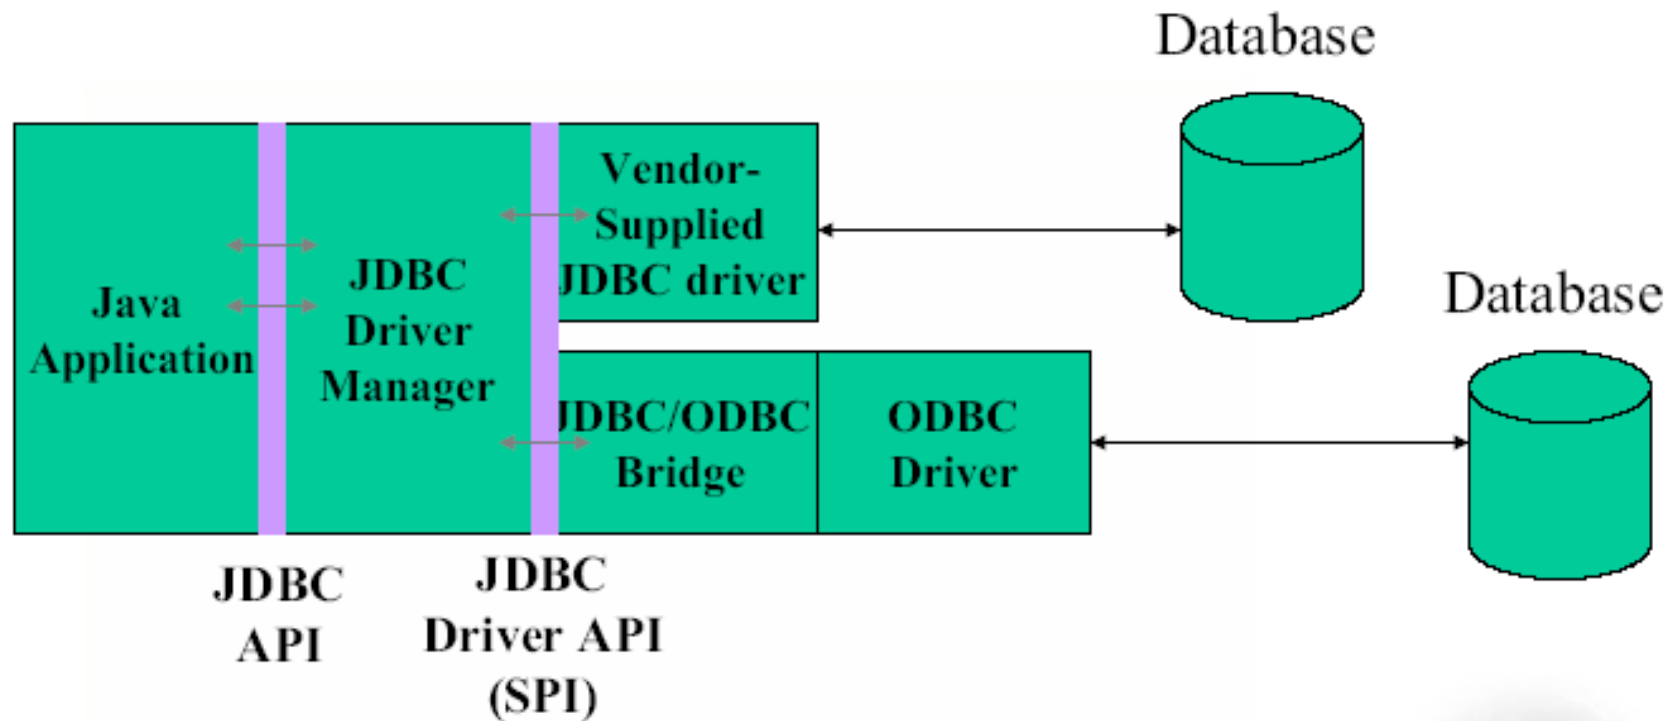 Database
Vendor-
Supplied
JDBC driver
Java
Application
JDBC
Driver
Manager
Database
JDBC/ODBC
Bridge
ODBC
Driver
JDBC
API
JDBC
Driver API
(SPI)